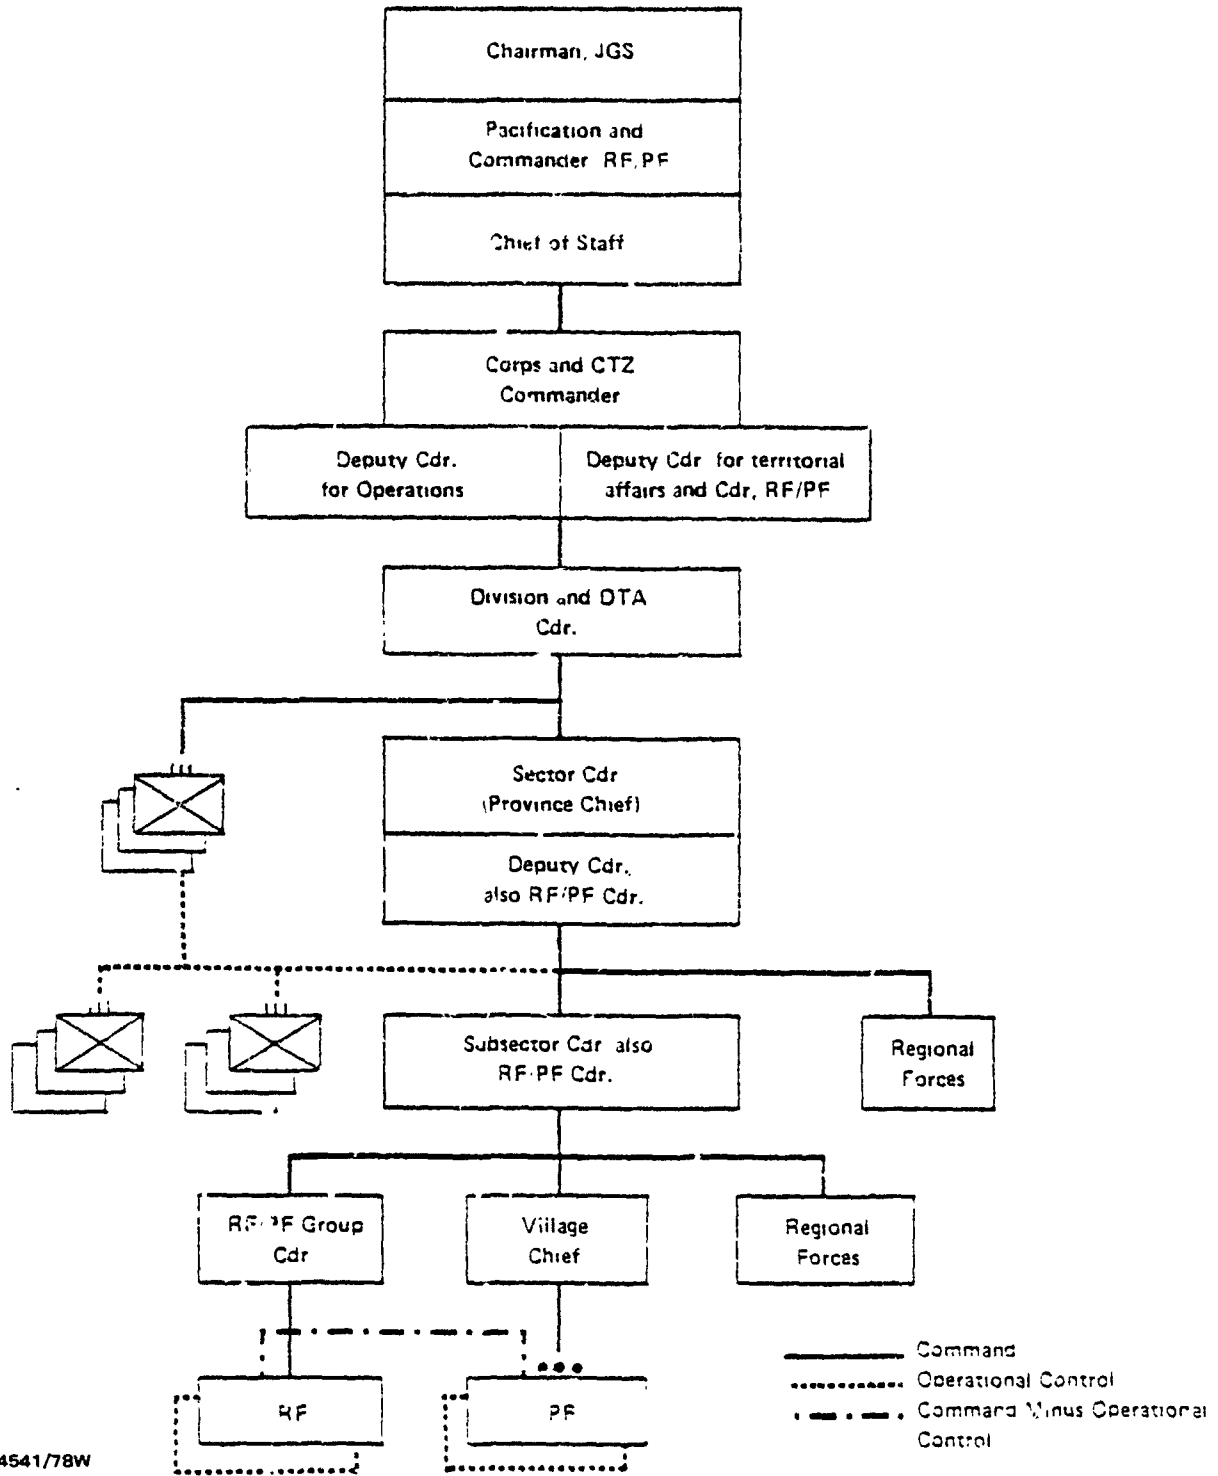 Chairman, JGS
Pacification and
Commander RF, PF
Chief of Staff
Corps and CTZ
Commander
Deputy Cdr.
for Operations
Deputy Cdr for territorial
affairs and Cdr, RF/PF
Division and DTA
Cdr.
Sector Cdr
(Province Chief)
Deputy Cdr.,
also RF/PF Cdr.
Subsector Cdr also
RF/PF Cdr.
Regional
Forces
RF/PF Group
Cdr
Village
Chief
Regional
Forces
RF
PF
Command
Operational Control
Command Minus Operational
Control
4541/78W